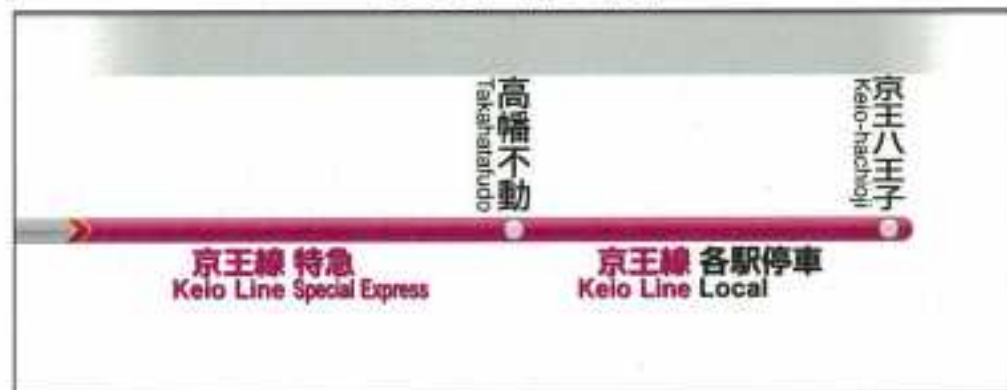 高幡不動
Takahatafudo
京王八王子
Keio-hachioji
京王線 特急
Keio Line Special Express
京王線 各駅停車
Keio Line Local